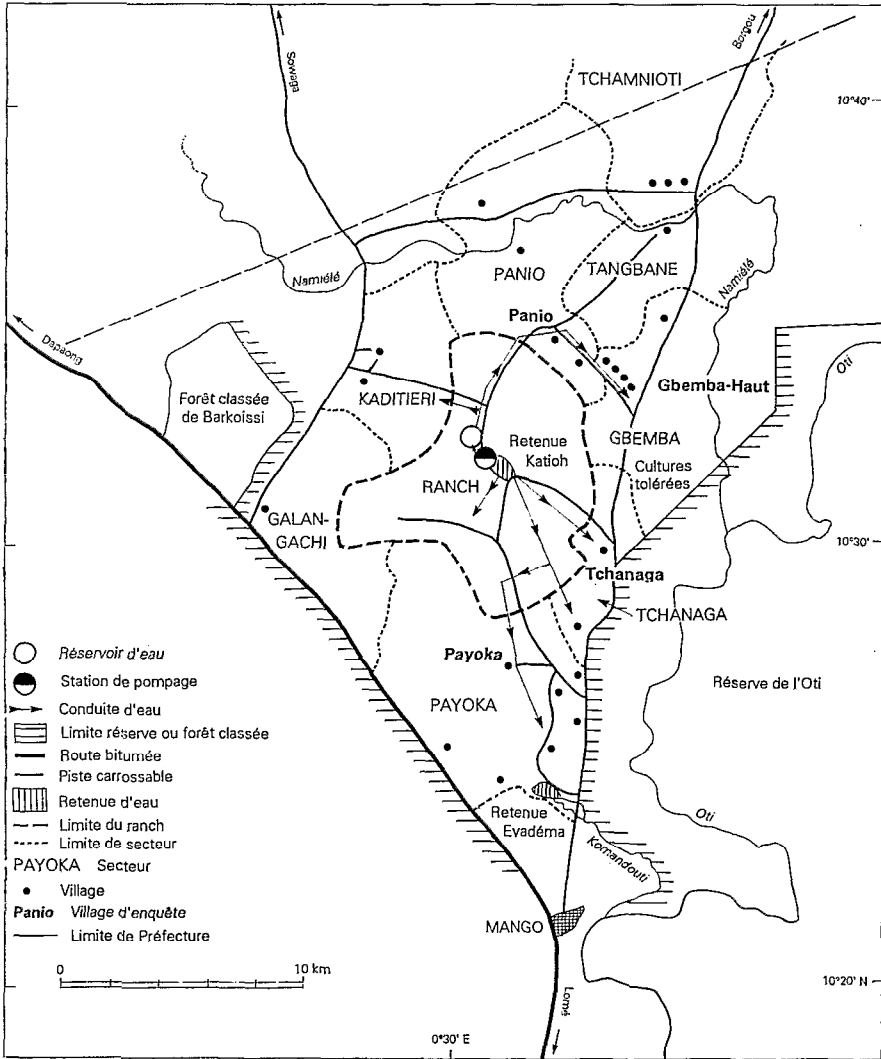 Sowaga
Borgou
TCHAMNIOTI
10°40'
Namiélé
PANIO
TANGBANE
Namiélé
Dapaong
Panio
Oti
Forêt classée
de Barkoissi
KADITIERI
Gbemba-Haut
Retenue
Katioh
GBEMBA
RANCH
Cultures
tolérées
GALAN-
GACHI
10°30'
Tchanaga
TCHANAGA
Payoka
Réserve de l'Oti
PAYOKA
Réservoir d'eau
Station de pompage
Conduite d'eau
Limite réserve ou forêt classée
Route bitumée
Piste carrossable
Retenue d'eau
Limite du ranch
Limite de secteur
PAYOKA Secteur
Village
Panio Village d'enquête
Limite de Préfecture
Retenue
Evadéma
Oti
Komandouti
MANGO
0 10 km
10°20' N
Lomé
0°30' E